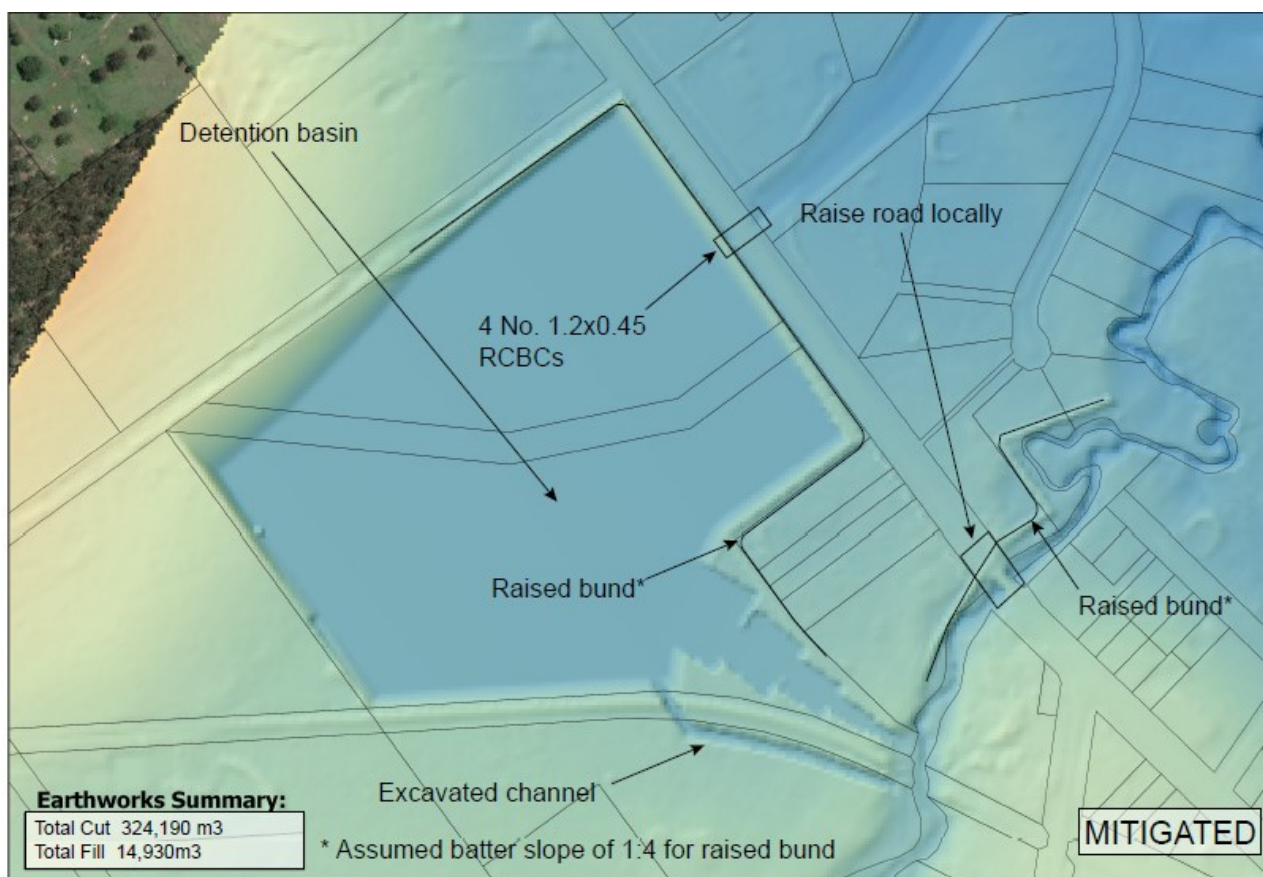 Detention basin
Raise road locally
4 No. 1.2x0.45
RCBCs
Raised bund*
Raised bund*
Excavated channel
Earthworks Summary:
Total Cut 324,190 m3
Total Fill 14,930m3
* Assumed batter slope of 1:4 for raised bund
MITIGATED